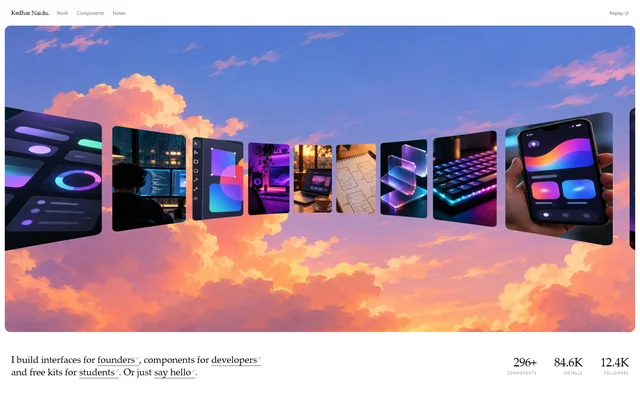 Kedhar Naidu.
Work
Components
Notes
Replay ↺
I build interfaces for founders, components for developers
and free kits for students. Or just say hello.
296+
84.6K
12.4K
COMPONENTS
INSTALLS
FOLLOWERS